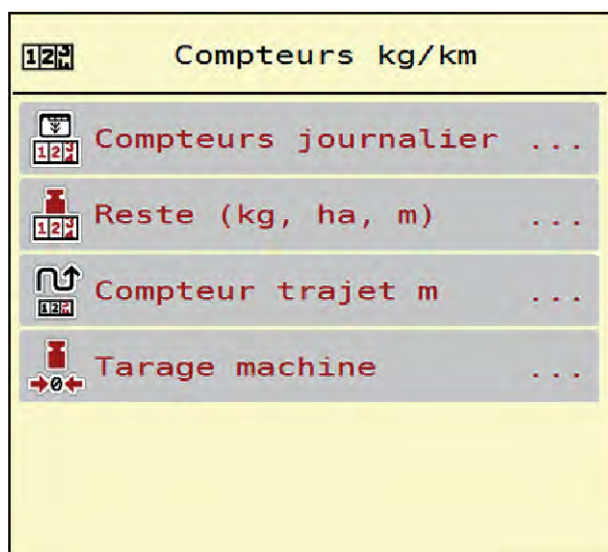 Compteurs kg/km
Compteurs journalier ...
Reste (kg, ha, m) ...
Compteur trajet m ...
Tarage machine ...